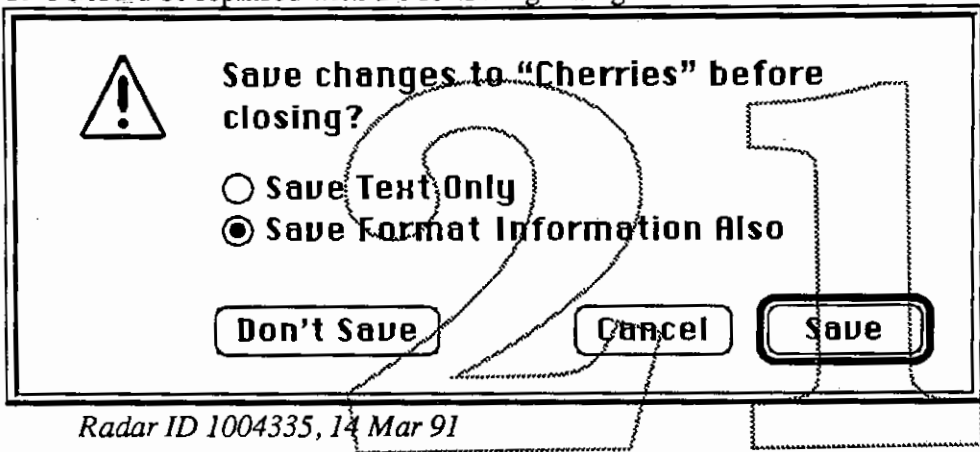 Save changes to “Cherries” before
closing?
Save Text Only
Save Format Information Also
Don't Save Cancel Save
Radar ID 1004335, 14 Mar 91
21